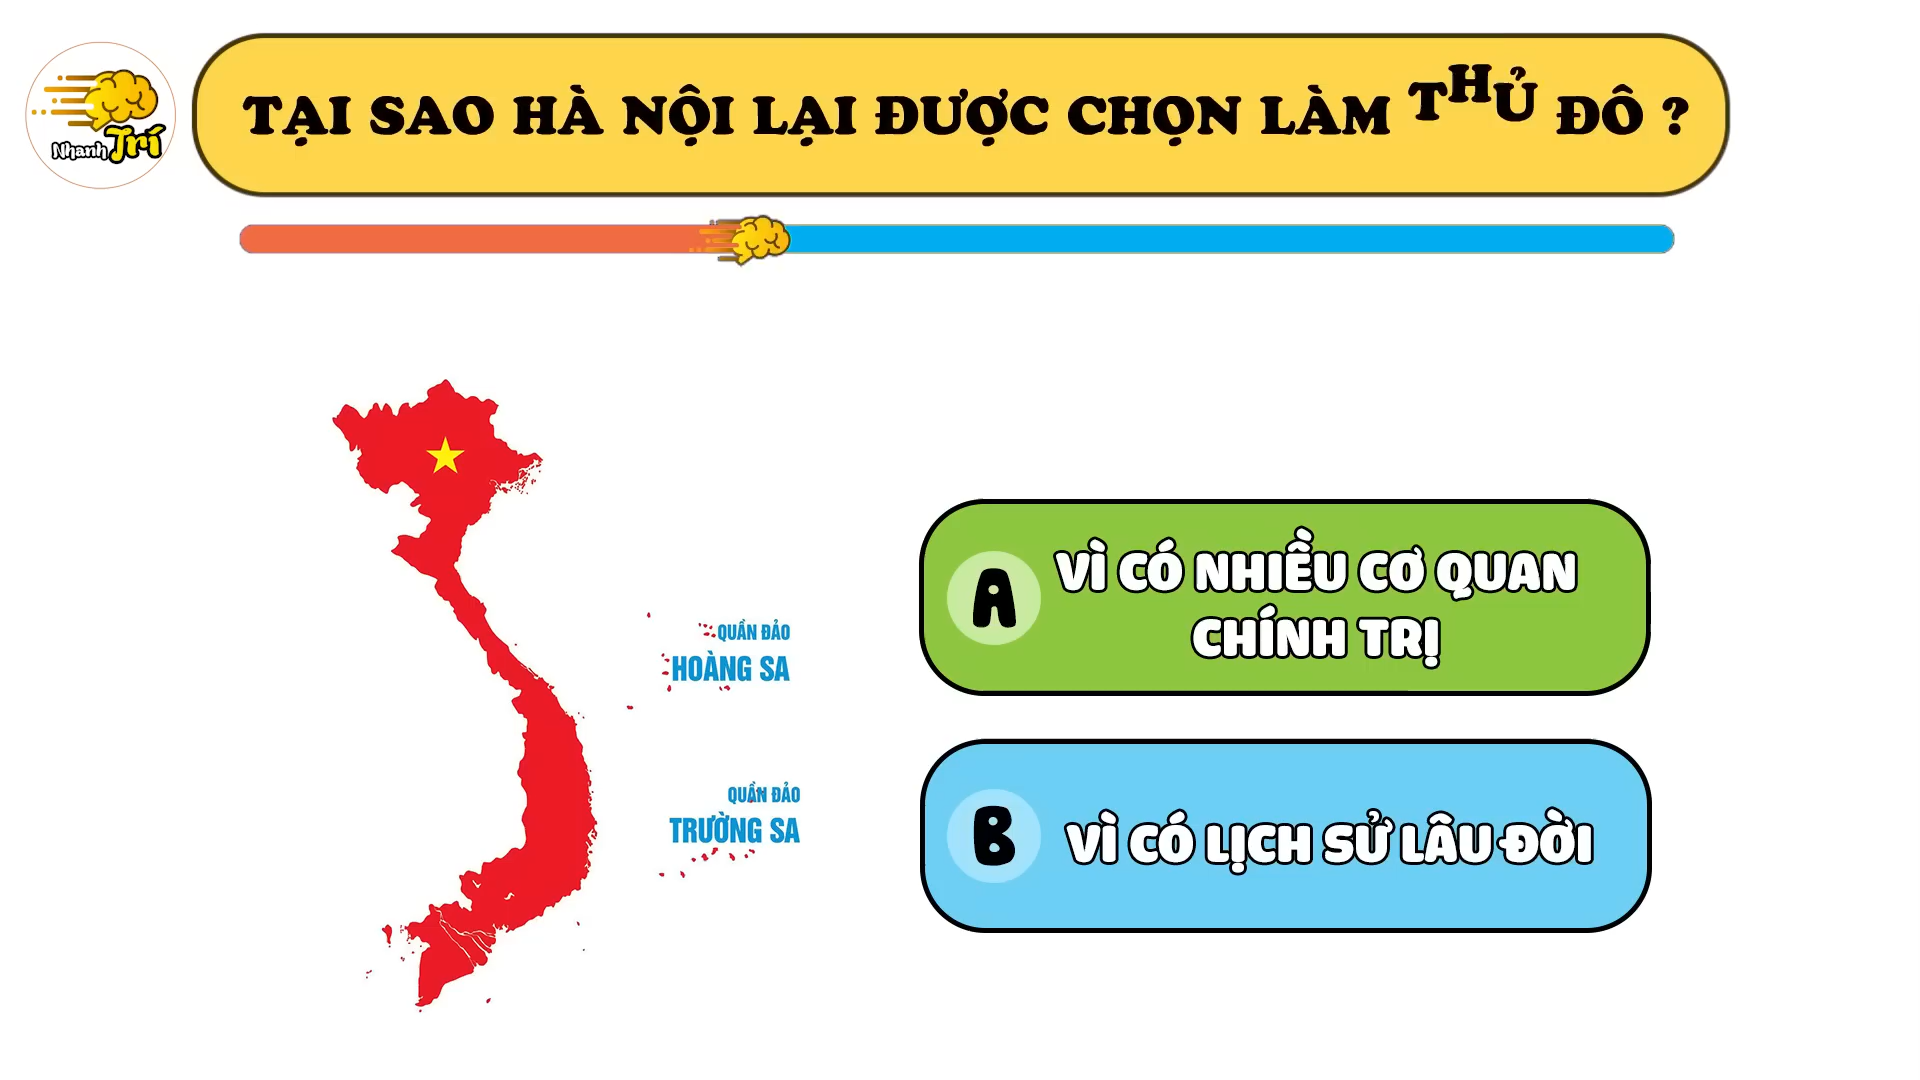 Nhanh Trí
TẠI SAO HÀ NỘI LẠI ĐƯỢC CHỌN LÀM THỦ ĐÔ ?
QUẦN ĐẢO
HOÀNG SA
QUẦN ĐẢO
TRƯỜNG SA
A
VÌ CÓ NHIỀU CƠ QUAN
CHÍNH TRỊ
B
VÌ CÓ LỊCH SỬ LÂU ĐỜI